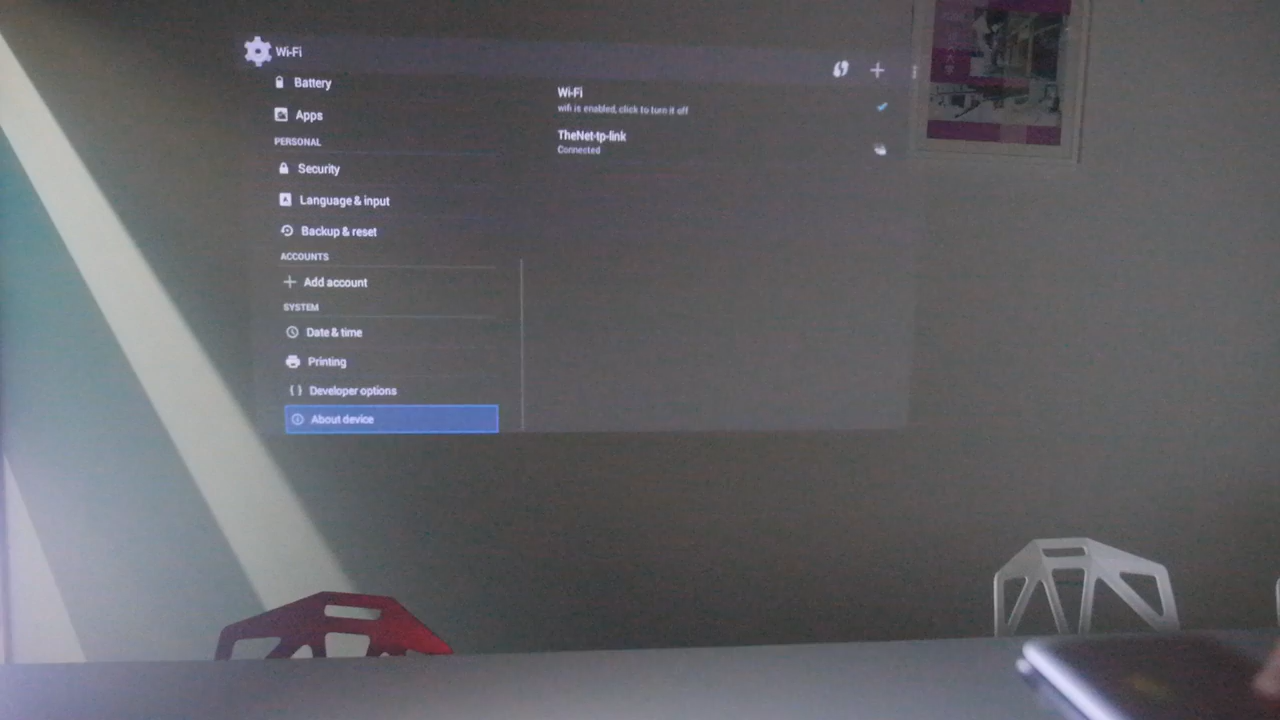 Wi-Fi
Battery
Apps
PERSONAL
Security
Language & input
Backup & reset
ACCOUNTS
Add account
SYSTEM
Date & time
Printing
Developer options
About device
Wi-Fi
wifi is enabled, click to turn it off
TheNet-tp-link
Connected